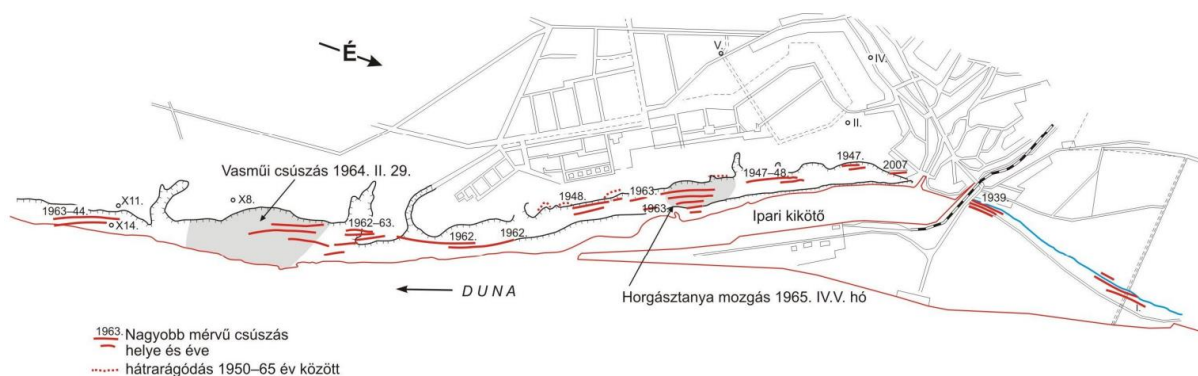 É
V.
IV.
II.
Vasműi csúszás 1964. II. 29.
1947.
2007
1947–48.
X11.
X8.
1963.
1948.
1963–44.
X14.
1962–63.
1963.
1939.
1962.
1962.
Ipari kikötő
DUNA
Horgásztanya mozgás 1965. IV.V. hó
I.
1963. Nagyobb mérvű csúszás
helye és éve
hátrarágódás 1950–65 év között